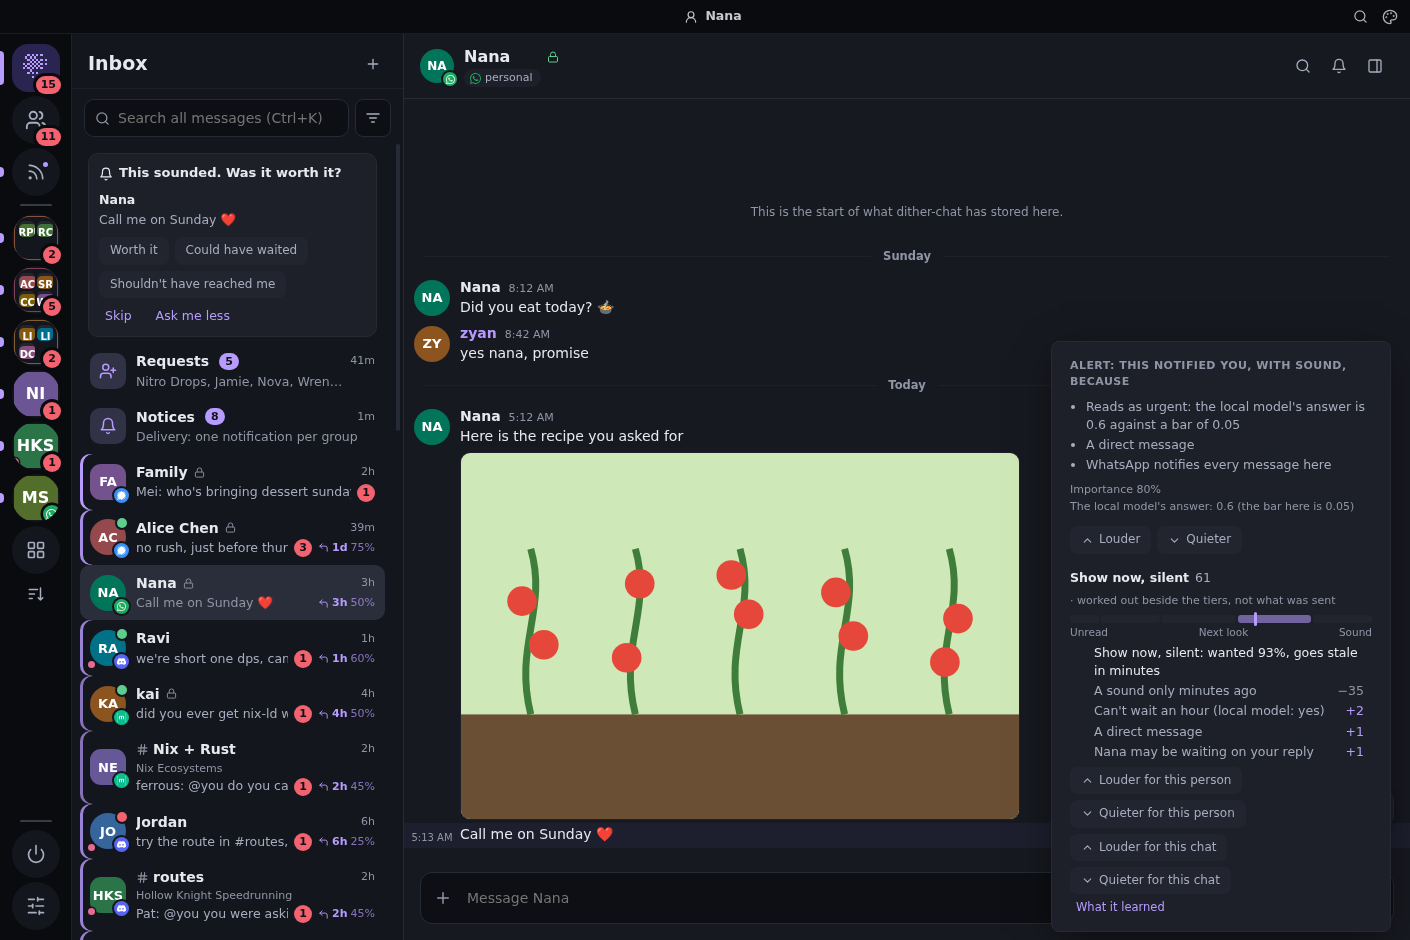 Nana
15
11
RP RC
2
AC SR
CC
5
LI LI
DC
2
NI
1
HKS
1
MS
Inbox
Search all messages (Ctrl+K)
This sounded. Was it worth it?
Nana
Call me on Sunday ❤️
Worth it
Could have waited
Shouldn't have reached me
Skip
Ask me less
Requests 5 41m
Nitro Drops, Jamie, Nova, Wren…
Notices 8 1m
Delivery: one notification per group
FA
Family 2h
Mei: who's bringing dessert sunda 1
AC
Alice Chen 39m
no rush, just before thur 3 1d 75%
NA
Nana 3h
Call me on Sunday ❤️ 3h 50%
RA
Ravi 1h
we're short one dps, can 1 1h 60%
KA
kai 4h
did you ever get nix-ld w 1 4h 50%
NE
# Nix + Rust 2h
Nix Ecosystems
ferrous: @you do you ca 1 2h 45%
JO
Jordan 6h
try the route in #routes, 1 6h 25%
HKS
# routes 2h
Hollow Knight Speedrunning
Pat: @you you were aski 1 2h 45%
NA
Nana
personal
This is the start of what dither-chat has stored here.
Sunday
NA
Nana 8:12 AM
Did you eat today? 🍲
ZY
zyan 8:42 AM
yes nana, promise
Today
NA
Nana 5:12 AM
Here is the recipe you asked for
5:13 AM Call me on Sunday ❤️
Message Nana
ALERT: THIS NOTIFIED YOU, WITH SOUND,
BECAUSE
• Reads as urgent: the local model's answer is
0.6 against a bar of 0.05
• A direct message
• WhatsApp notifies every message here
Importance 80%
The local model's answer: 0.6 (the bar here is 0.05)
Louder
Quieter
Show now, silent 61
· worked out beside the tiers, not what was sent
Unread Next look Sound
Show now, silent: wanted 93%, goes stale
in minutes
A sound only minutes ago −35
Can't wait an hour (local model: yes) +2
A direct message +1
Nana may be waiting on your reply +1
Louder for this person
Quieter for this person
Louder for this chat
Quieter for this chat
What it learned